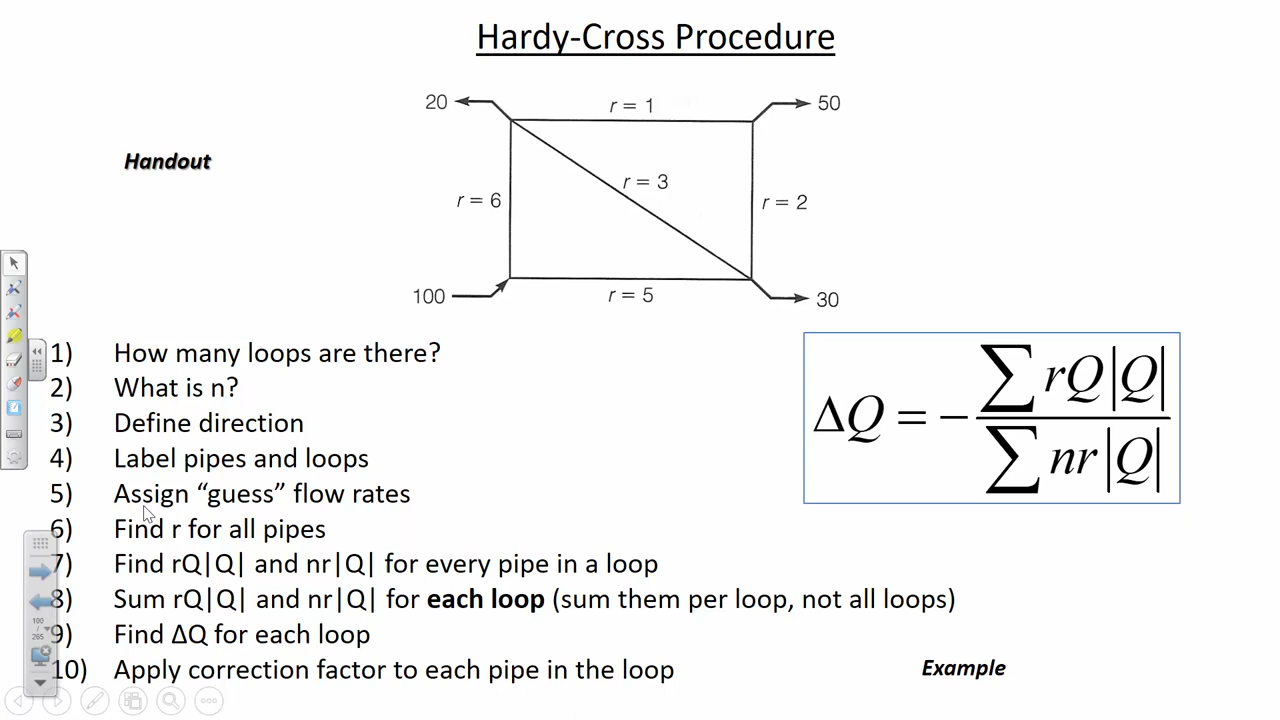 Hardy-Cross Procedure
20
r = 1
50
Handout
r = 3
r = 6
r = 2
100
r = 5
30
1) How many loops are there?
2) What is n?
3) Define direction
4) Label pipes and loops
5) Assign “guess” flow rates
6) Find r for all pipes
7) Find rQ|Q| and nr|Q| for every pipe in a loop
8) Sum rQ|Q| and nr|Q| for each loop (sum them per loop, not all loops)
9) Find ΔQ for each loop
10) Apply correction factor to each pipe in the loop
ΔQ = − ∑ rQ|Q| / ∑ nr|Q|
Example
100
/
265